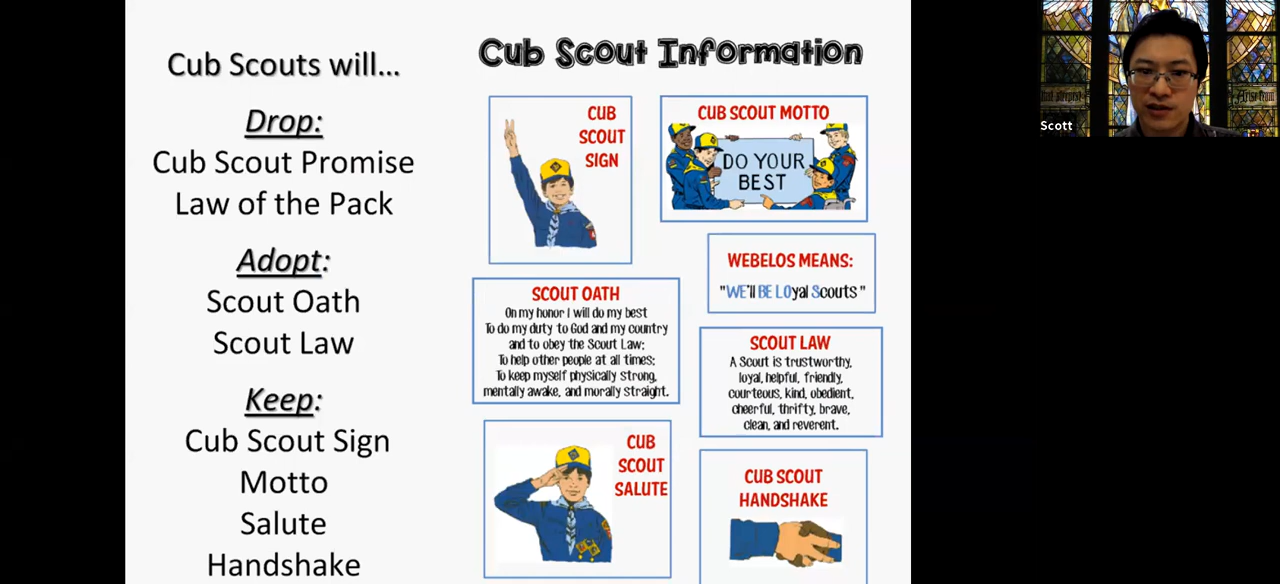 Cub Scouts will...
Drop:
Cub Scout Promise
Law of the Pack
Adopt:
Scout Oath
Scout Law
Keep:
Cub Scout Sign
Motto
Salute
Handshake
Cub Scout Information
CUB
SCOUT
SIGN
CUB SCOUT MOTTO
DO YOUR
BEST
WEBELOS MEANS:
"WE'll BE LOyal Scouts"
SCOUT OATH
On my honor I will do my best
To do my duty to God and my country
and to obey the Scout Law;
To help other people at all times;
To keep myself physically strong,
mentally awake, and morally straight.
SCOUT LAW
A Scout is trustworthy,
loyal, helpful, friendly,
courteous, kind, obedient,
cheerful, thrifty, brave,
clean, and reverent.
CUB
SCOUT
SALUTE
CUB SCOUT
HANDSHAKE
Scott